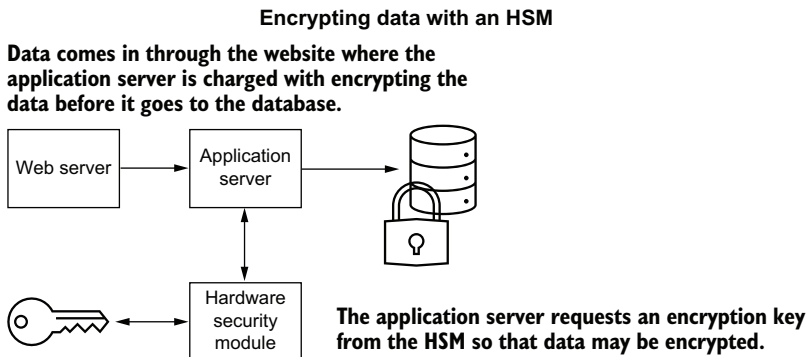 Encrypting data with an HSM
Data comes in through the website where the
application server is charged with encrypting the
data before it goes to the database.
Web server
Application
server
Hardware
security
module
The application server requests an encryption key
from the HSM so that data may be encrypted.